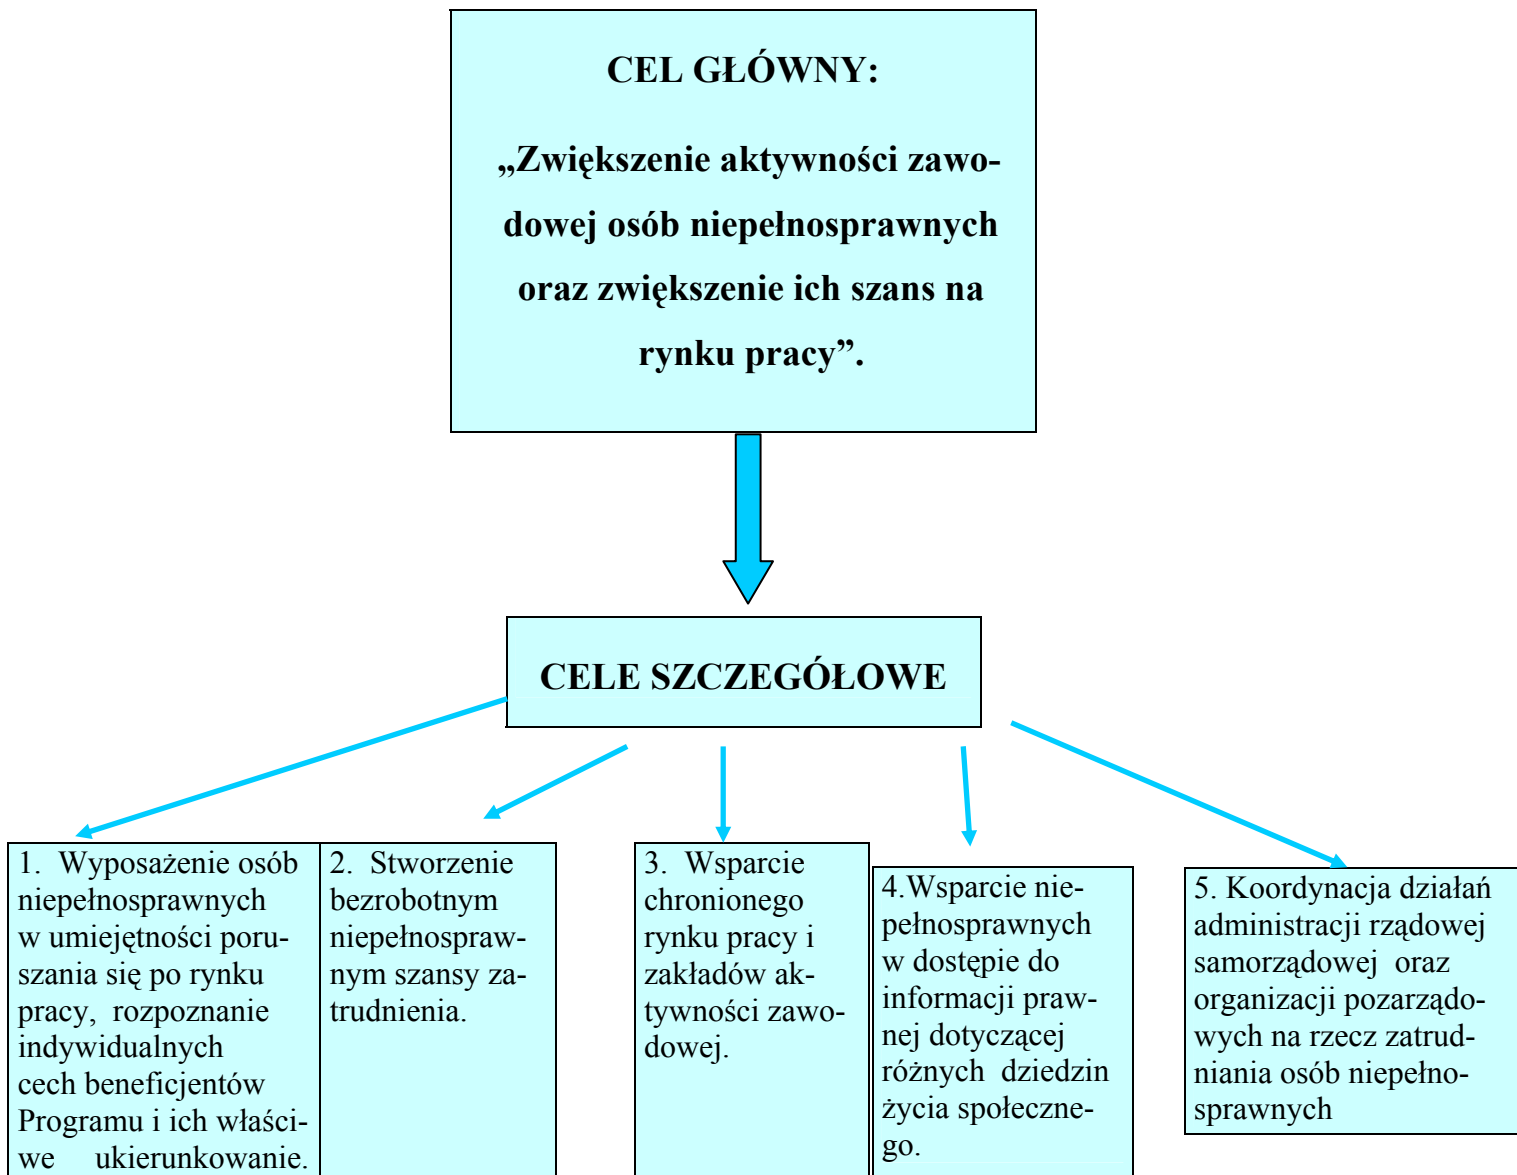 CEL GŁÓWNY:
„Zwiększenie aktywności zawo-
dowej osób niepełnosprawnych
oraz zwiększenie ich szans na
rynku pracy”.
CELE SZCZEGÓŁOWE
1. Wyposażenie osób
niepełnosprawnych
w umiejętności poru-
szania się po rynku
pracy, rozpoznanie
indywidualnych
cech beneficjentów
Programu i ich właści-
we ukierunkowanie.
2. Stworzenie
bezrobotnym
niepełnospraw-
nym szansy za-
trudnienia.
3. Wsparcie
chronionego
rynku pracy i
zakładów ak-
tywności zawo-
dowej.
4.Wsparcie nie-
pełnosprawnych
w dostępie do
informacji praw-
nej dotyczącej
różnych dziedzin
życia społeczne-
go.
5. Koordynacja działań
administracji rządowej
samorządowej oraz
organizacji pozarządo-
wych na rzecz zatrud-
niania osób niepełno-
sprawnych